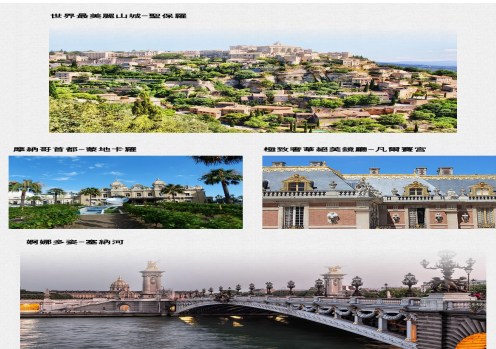 世界最美麗山城-聖保羅
摩納哥首都-蒙地卡羅
極致奢華絕美鏡廳-凡爾賽宮
婀娜多姿-塞納河